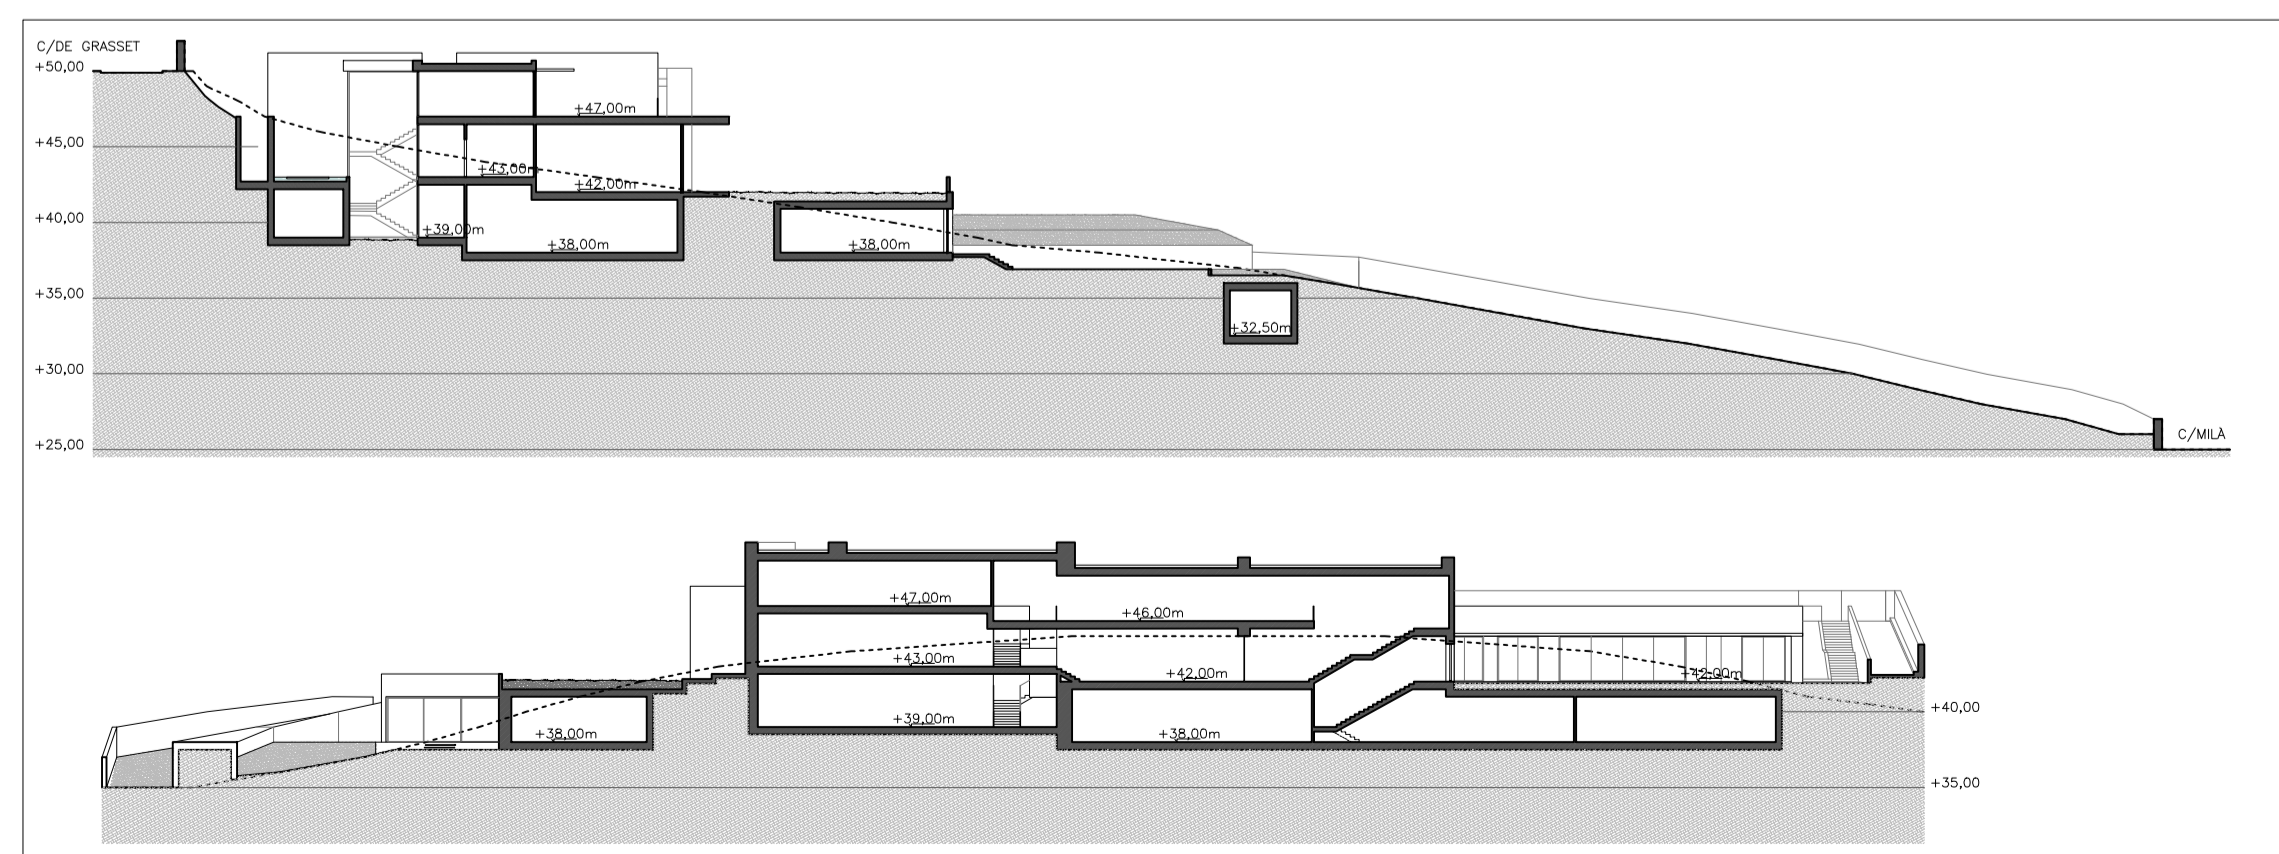 C/DE GRASSET
+50,00
+47,00m
+45,00
+43,00m
+42,00m
+40,00
+39,00m
+38,00m
+38,00m
+35,00
+32,50m
+30,00
+25,00
C/MILÀ
+47,00m
+46,00m
+43,00m
+42,00m
+42,00m
+40,00
+39,00m
+38,00m
+38,00m
+35,00